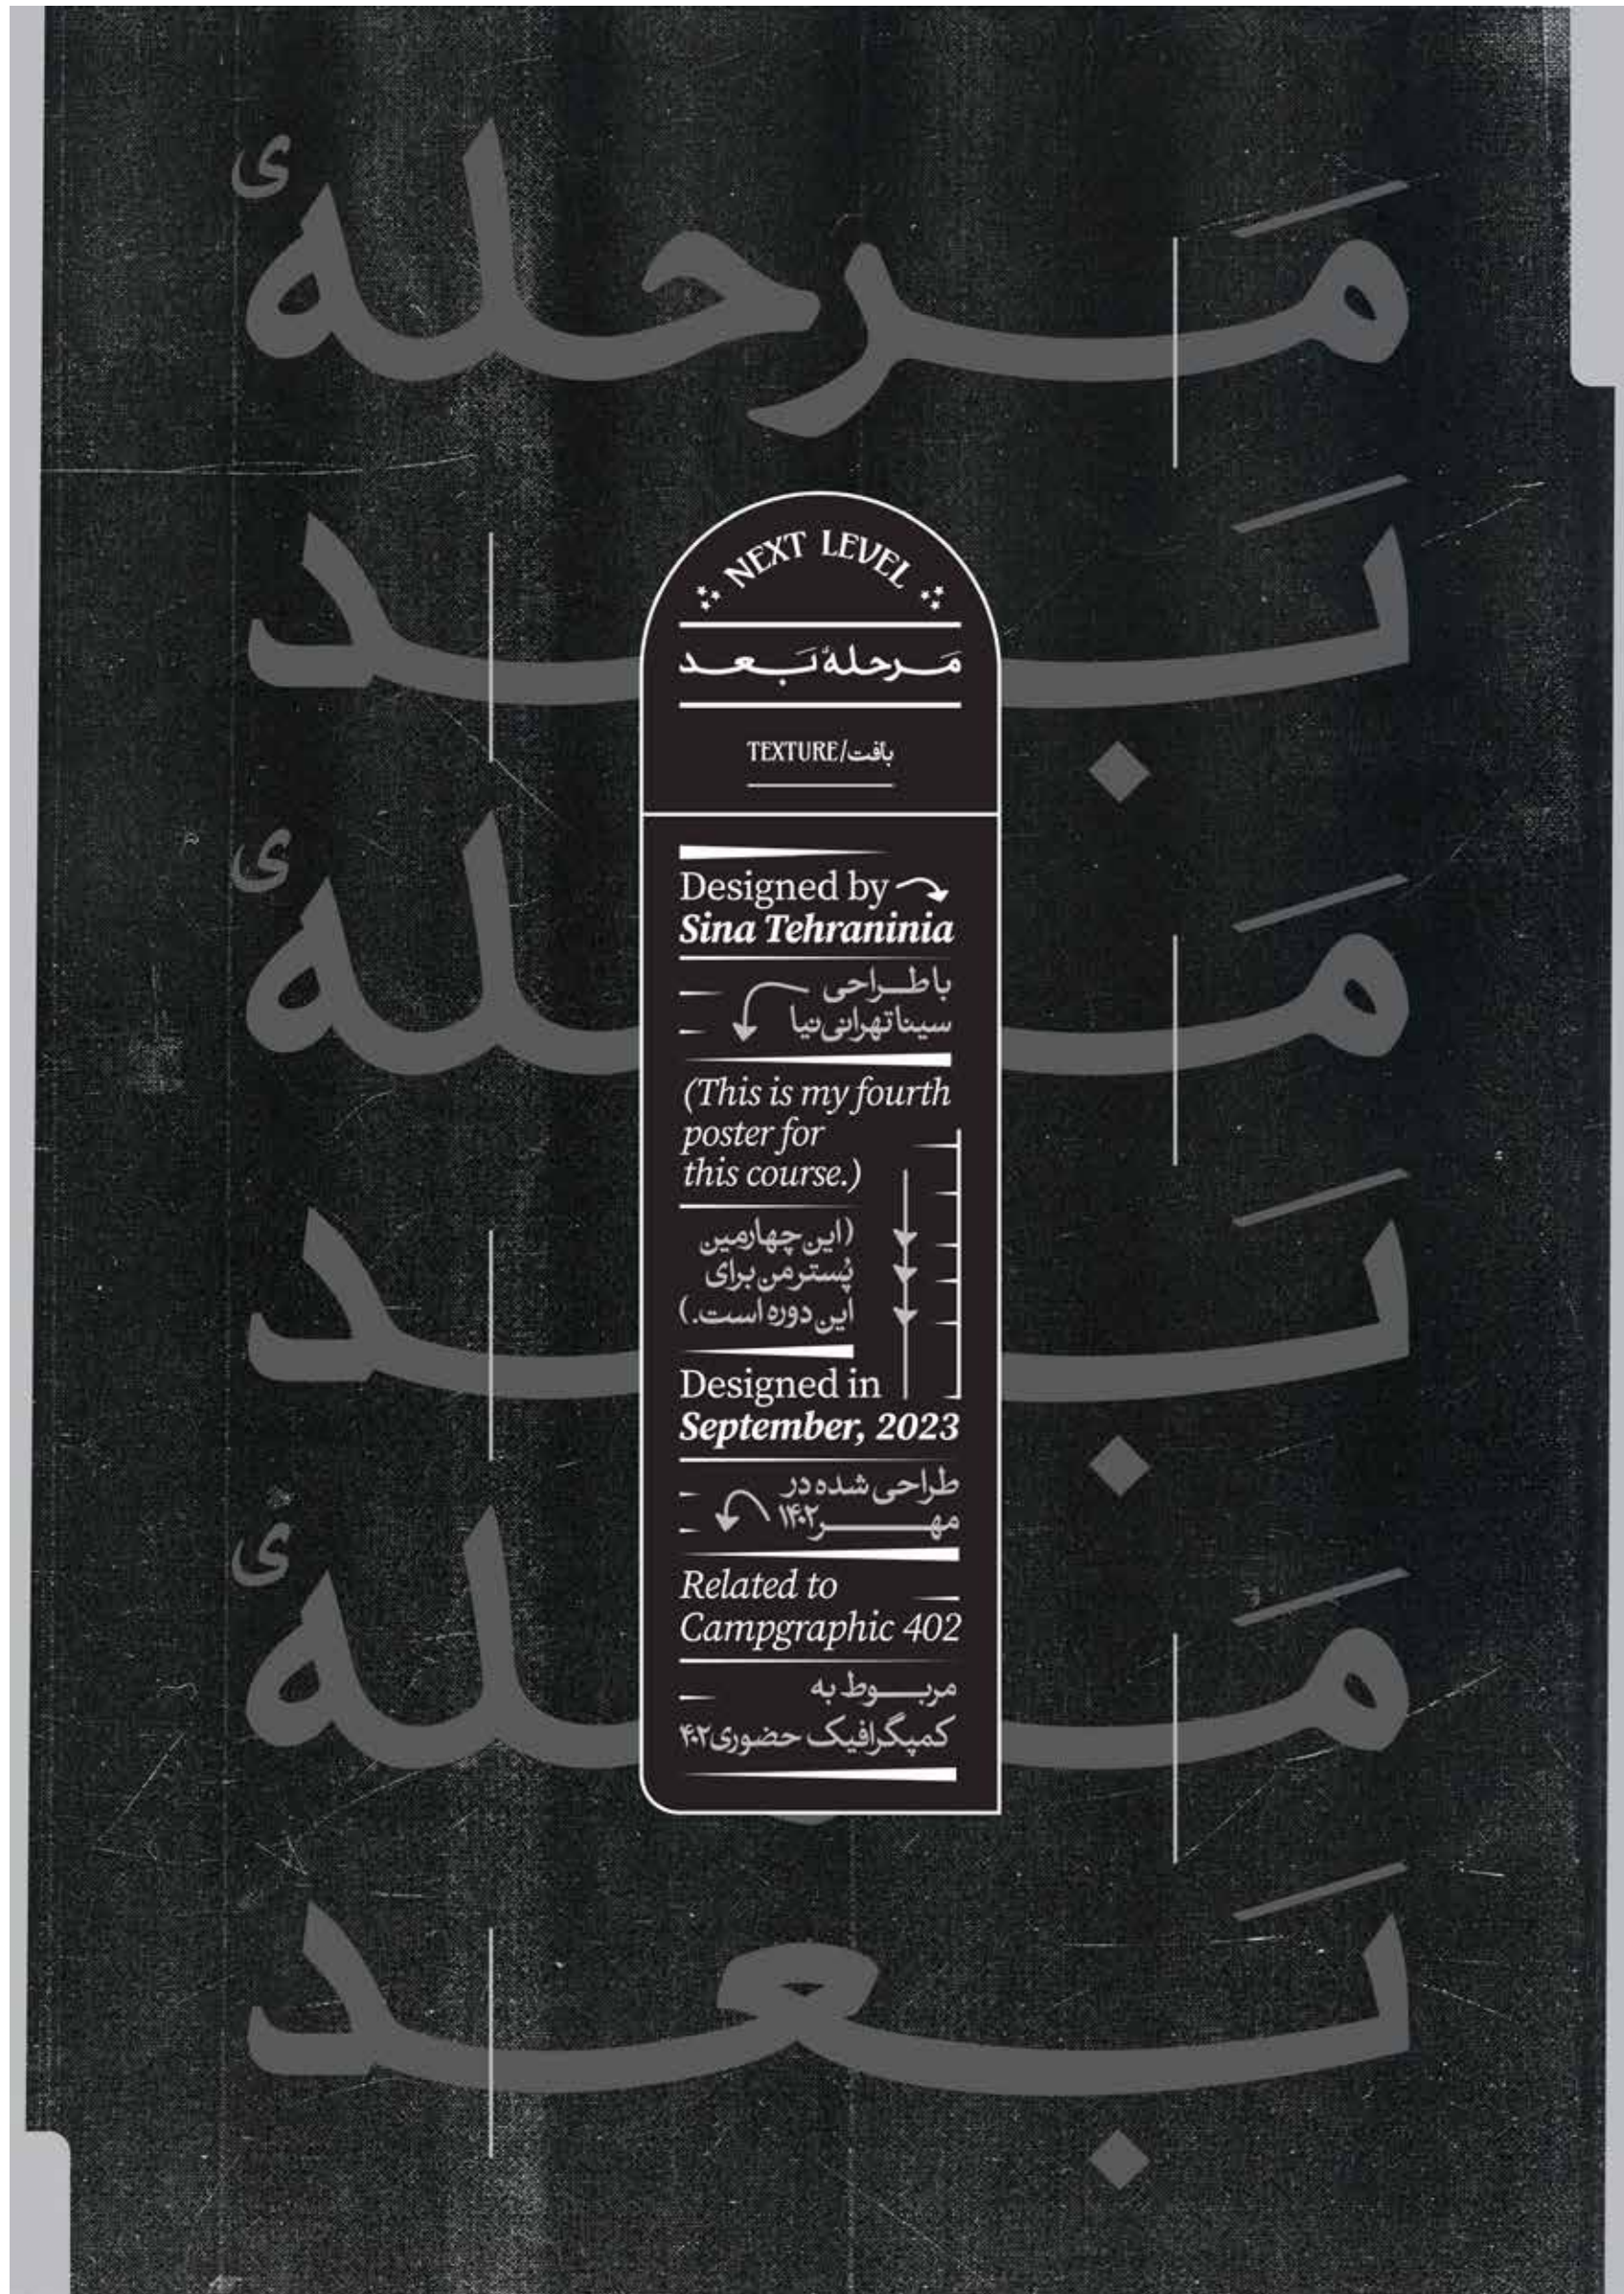 مَرحلهٔ
بَعد
مَرحلهٔ
بَعد
مَرحلهٔ
بَعد
NEXT LEVEL
مَرحلهٔ بَعد
TEXTURE/بافت
Designed by
Sina Tehraninia
با طراحی
سینا تهرانی‌نیا
(This is my fourth
poster for
this course.)
(این چهارمین
پُستر من برای
این دوره است.)
Designed in
September, 2023
طراحی شده در
مهر ۱۴۰۲
Related to
Campgraphic 402
مربوط به
کمپگرافیک حضوری ۴۰۲